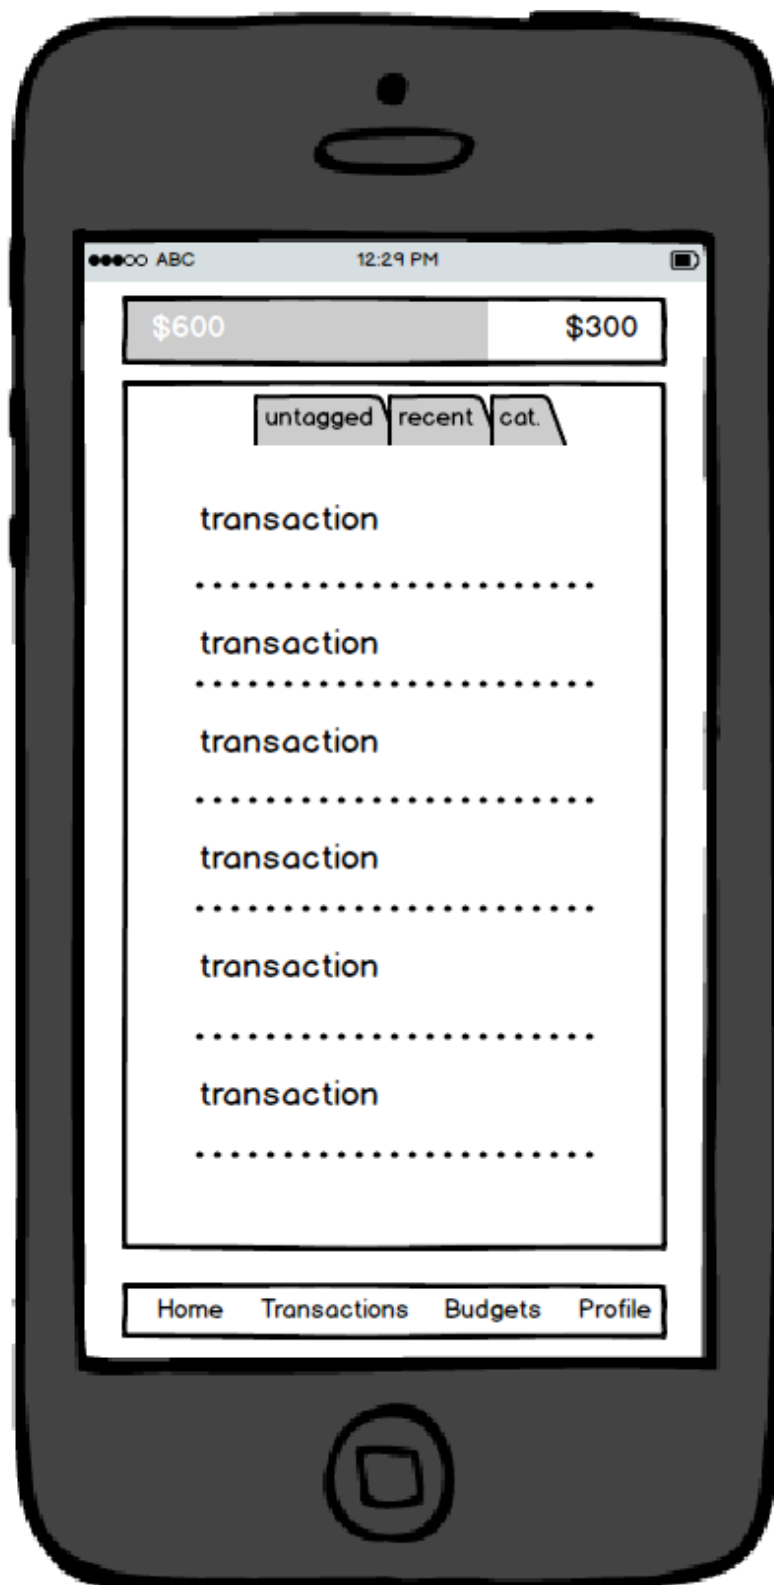 ABC 12:29 PM
$600 $300
untagged recent cat.
transaction
transaction
transaction
transaction
transaction
transaction
Home Transactions Budgets Profile